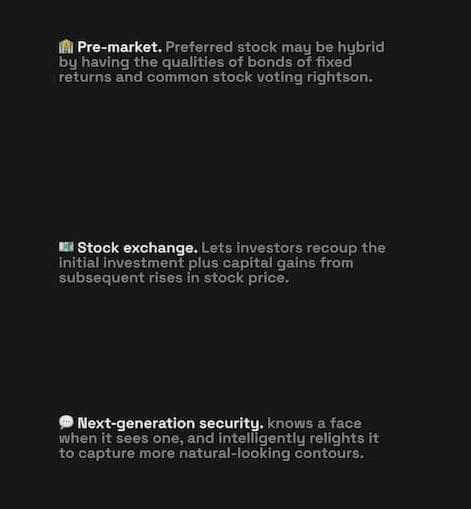 Pre-market. Preferred stock may be hybrid
by having the qualities of bonds of fixed
returns and common stock voting rightson.
Stock exchange. Lets investors recoup the
initial investment plus capital gains from
subsequent rises in stock price.
Next-generation security. knows a face
when it sees one, and intelligently relights it
to capture more natural-looking contours.